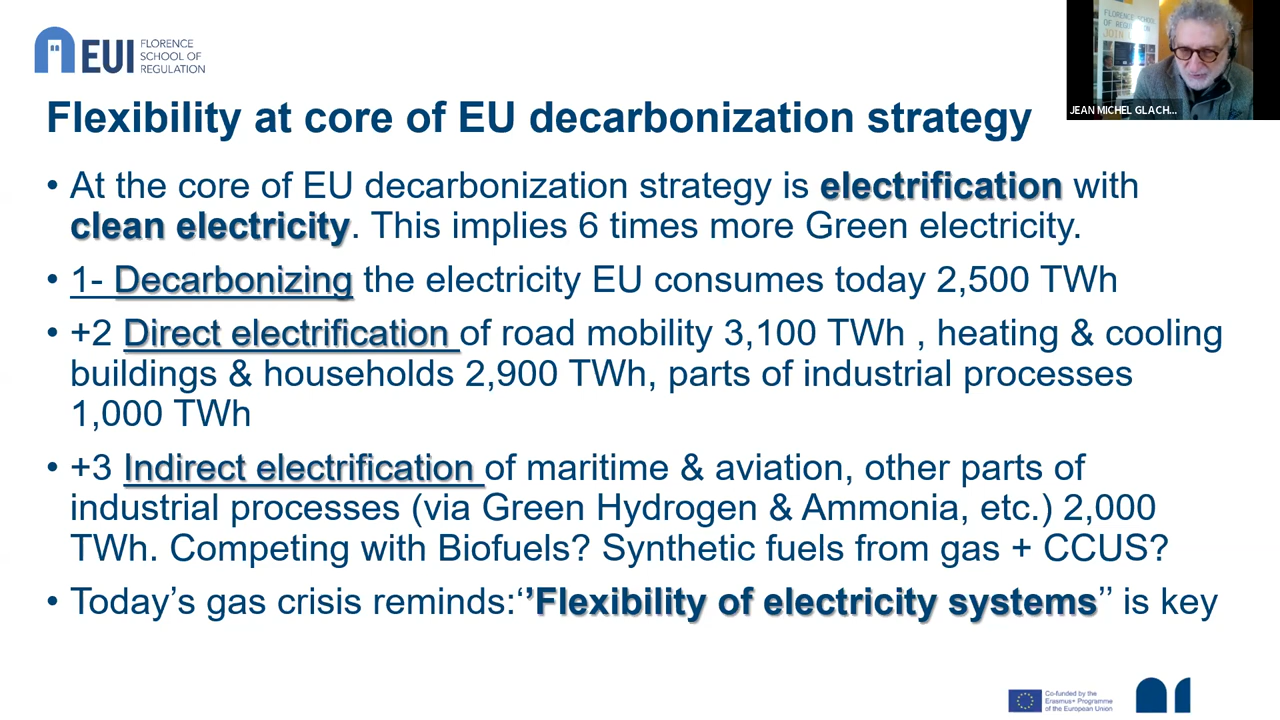 EUI FLORENCE
SCHOOL OF
REGULATION
FLORENCE SCHOOL
OF REGULATION
JOIN
JEAN MICHEL GLACH...
Flexibility at core of EU decarbonization strategy
• At the core of EU decarbonization strategy is electrification with
clean electricity. This implies 6 times more Green electricity.
• 1- Decarbonizing the electricity EU consumes today 2,500 TWh
• +2 Direct electrification of road mobility 3,100 TWh , heating & cooling
buildings & households 2,900 TWh, parts of industrial processes
1,000 TWh
• +3 Indirect electrification of maritime & aviation, other parts of
industrial processes (via Green Hydrogen & Ammonia, etc.) 2,000
TWh. Competing with Biofuels? Synthetic fuels from gas + CCUS?
• Today’s gas crisis reminds:‘’Flexibility of electricity systems’’ is key
Co-funded by the
Erasmus+ Programme
of the European Union